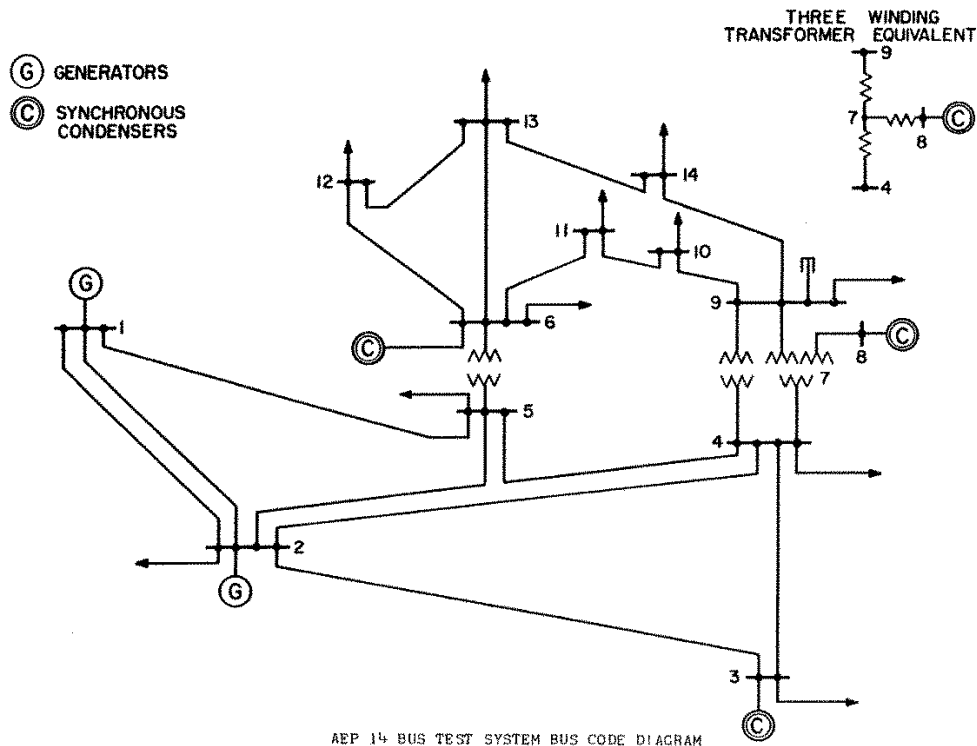 THREE WINDING
TRANSFORMER EQUIVALENT
9
7
C
8
4
G GENERATORS
C SYNCHRONOUS
CONDENSERS
13
12
14
11
10
G
1
9
6
C
8
C
7
5
4
2
G
3
C
AEP 14 BUS TEST SYSTEM BUS CODE DIAGRAM